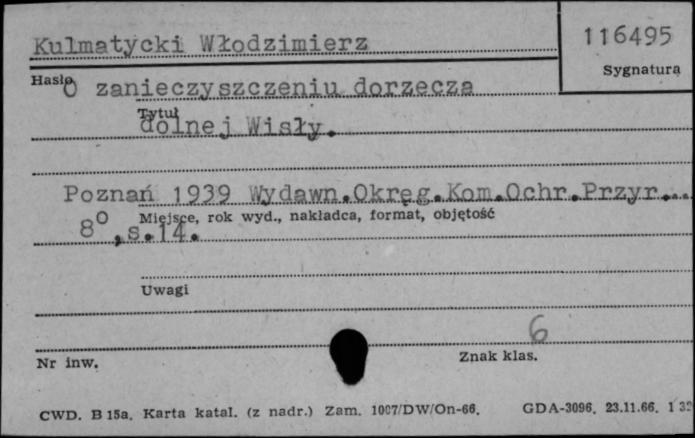 Kulmatycki Włodzimierz
116495
Sygnatura
Hasło
O zanieczyszczeniu dorzecza
Tytuł
dolnej Wisły.
Poznań 1939 Wydawn.Okręg.Kom.Ochr.Przyr...
Miejsce, rok wyd., nakładca, format, objętość
8°,s.14.
Uwagi
6
Nr inw.
Znak klas.
CWD. B 15a. Karta katal. (z nadr.) Zam. 1007/DW/On-66. GDA-3096. 23.11.66.